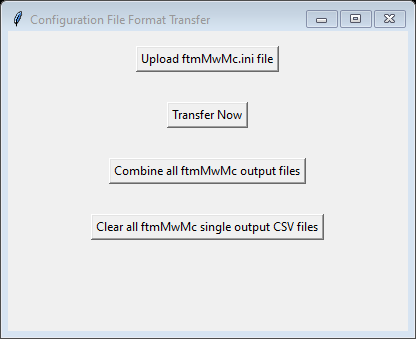 Configuration File Format Transfer
Upload ftmMwMc.ini file
Transfer Now
Combine all ftmMwMc output files
Clear all ftmMwMc single output CSV files